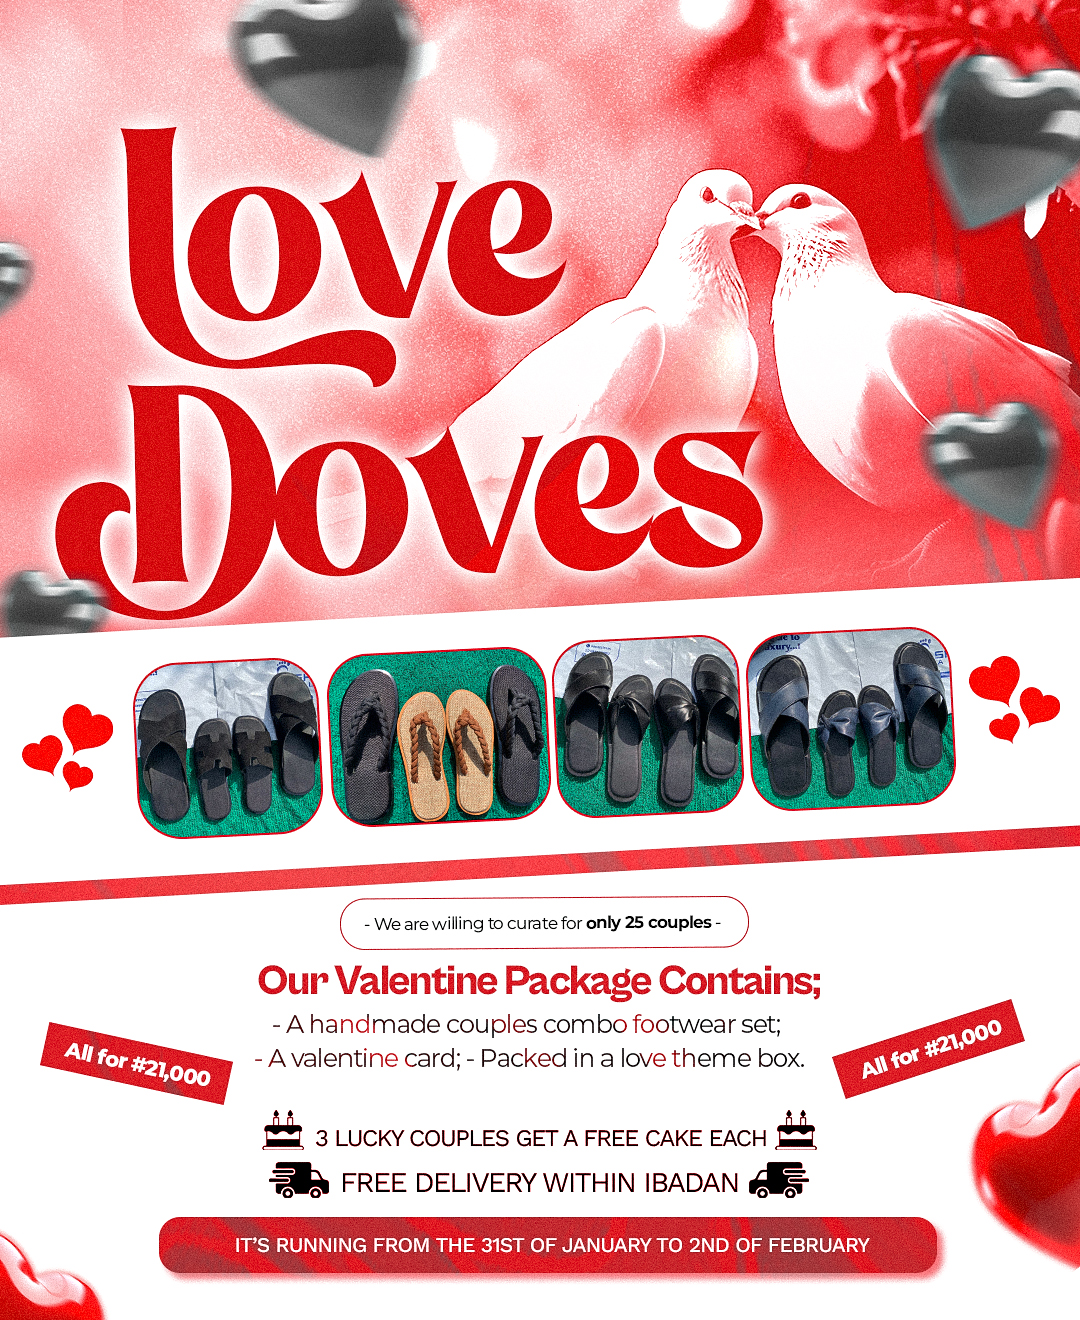 Love
Doves
- We are willing to curate for only 25 couples -
Our Valentine Package Contains;
- A handmade couples combo footwear set;
- A valentine card; - Packed in a love theme box.
All for #21,000
All for #21,000
3 LUCKY COUPLES GET A FREE CAKE EACH
FREE DELIVERY WITHIN IBADAN
IT'S RUNNING FROM THE 31ST OF JANUARY TO 2ND OF FEBRUARY